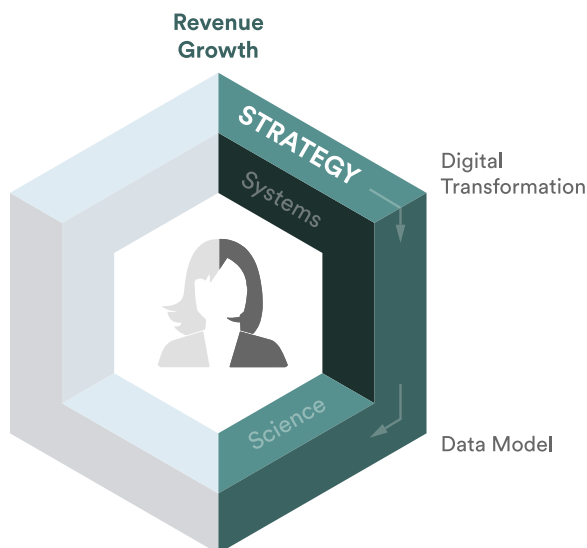 Revenue
Growth
STRATEGY
Systems
Digital
Transformation
Science
Data Model